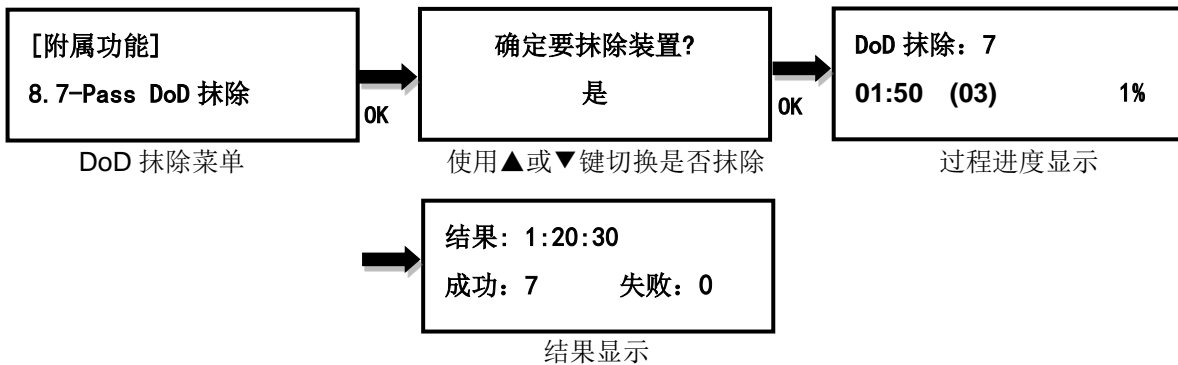 [附属功能]
8.7-Pass DoD 抹除
OK
DoD 抹除菜单
确定要抹除装置?
是
OK
使用▲或▼键切换是否抹除
DoD 抹除：7
01:50 (03) 1%
过程进度显示
结果: 1:20:30
成功：7 失败：0
结果显示